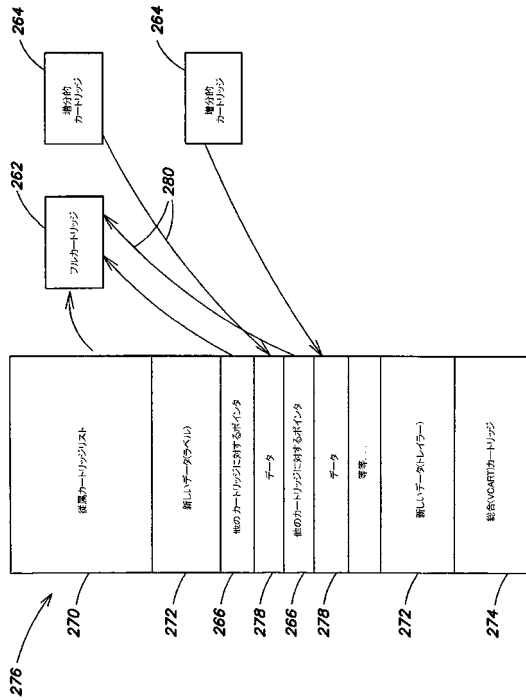 276
270
従属カートリッジリスト
272
新しいデータ(ラベル)
266
他のカートリッジに対するポインタ
278
データ
266
他のカートリッジに対するポインタ
278
データ
等等...
272
新しいデータ(トレイラー)
274
総合(VCART)カートリッジ
262
フルカートリッジ
280
264
増分的
カートリッジ
264
増分的
カートリッジ